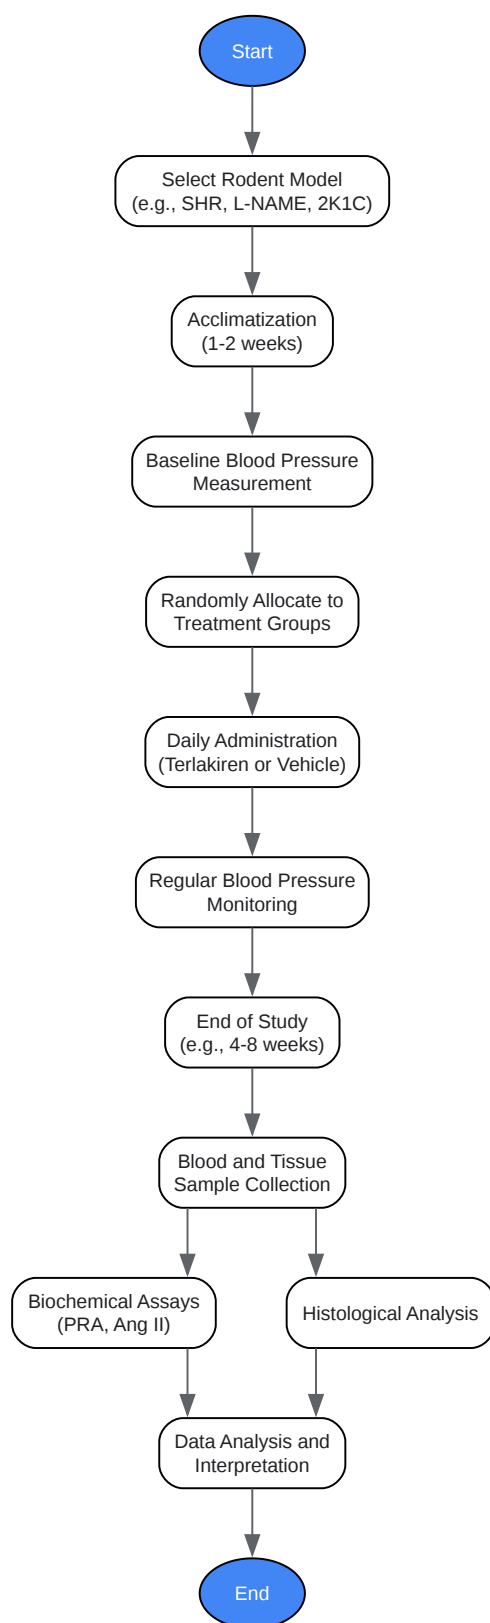 Start
Select Rodent Model
(e.g., SHR, L-NAME, 2K1C)
Acclimatization
(1-2 weeks)
Baseline Blood Pressure
Measurement
Randomly Allocate to
Treatment Groups
Daily Administration
(Terlakiren or Vehicle)
Regular Blood Pressure
Monitoring
End of Study
(e.g., 4-8 weeks)
Blood and Tissue
Sample Collection
Biochemical Assays
(PRA, Ang II)
Histological Analysis
Data Analysis and
Interpretation
End